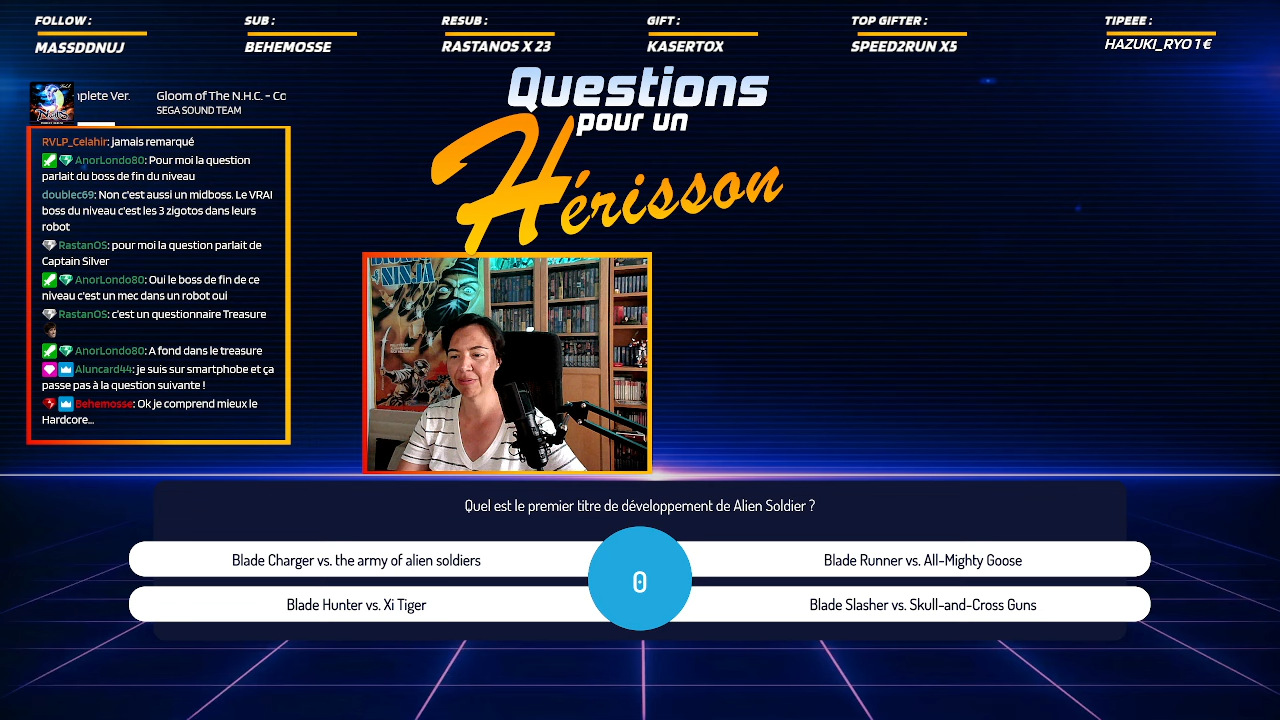 FOLLOW :
MASSDDNUJ
SUB :
BEHEMOSSE
RESUB :
RASTANOS X 23
GIFT :
KASERTOX
TOP GIFTER :
SPEED2RUN X5
TIPEEE :
HAZUKI_RYO 1 €
Questions
pour un
Hérisson
Ver.
Gloom of The N.H.C. - Co
SEGA SOUND TEAM
RVLP_Celahir: jamais remarqué
AnorLondo80: Pour moi la question
parlait du boss de fin du niveau
doublec69: Non c'est aussi un midboss. Le VRAI
boss du niveau c'est les 3 zigotos dans leurs
robot
RastanOS: pour moi la question parlait de
Captain Silver
AnorLondo80: Oui le boss de fin de ce
niveau c'est un mec dans un robot oui
RastanOS: c'est un questionnaire Treasure
AnorLondo80: A fond dans le treasure
Aluncard44: je suis sur smartphobe et ça
passe pas à la question suivante !
Behemosse: Ok je comprend mieux le
Hardcore...
Quel est le premier titre de développement de Alien Soldier ?
Blade Charger vs. the army of alien soldiers
Blade Runner vs. All-Mighty Goose
0
Blade Hunter vs. Xi Tiger
Blade Slasher vs. Skull-and-Cross Guns